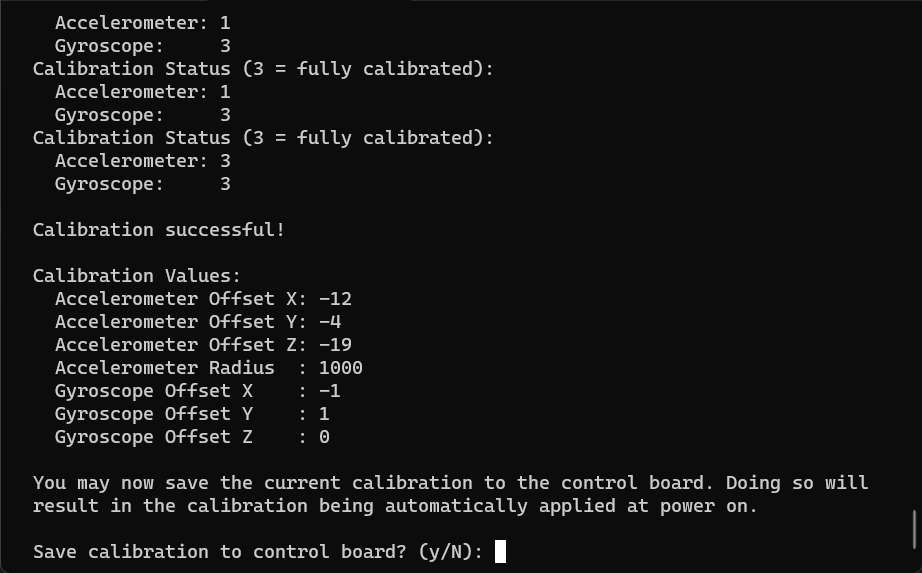 Accelerometer: 1
Gyroscope:     3
Calibration Status (3 = fully calibrated):
Accelerometer: 1
Gyroscope:     3
Calibration Status (3 = fully calibrated):
Accelerometer: 3
Gyroscope:     3
Calibration successful!
Calibration Values:
Accelerometer Offset X: -12
Accelerometer Offset Y: -4
Accelerometer Offset Z: -19
Accelerometer Radius  : 1000
Gyroscope Offset X    : -1
Gyroscope Offset Y    : 1
Gyroscope Offset Z    : 0
You may now save the current calibration to the control board. Doing so will
result in the calibration being automatically applied at power on.
Save calibration to control board? (y/N):